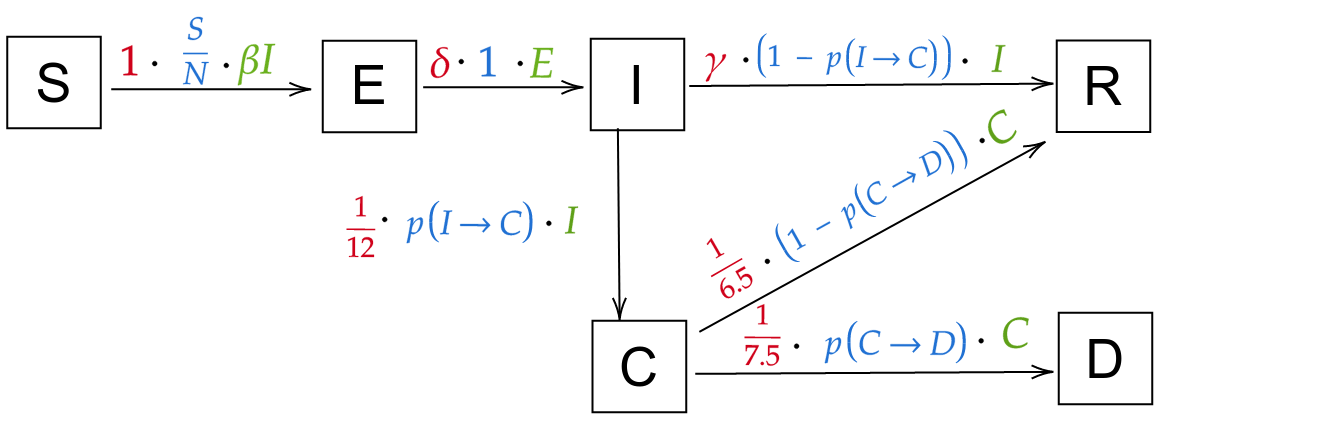 S 1 · S/N · βI E δ · 1 · E I γ · (1 − p(I → C)) · I R
1/12 · p(I → C) · I
1/6.5 · (1 − p(C → D))) · C
C 1/7.5 · p(C → D) · C D